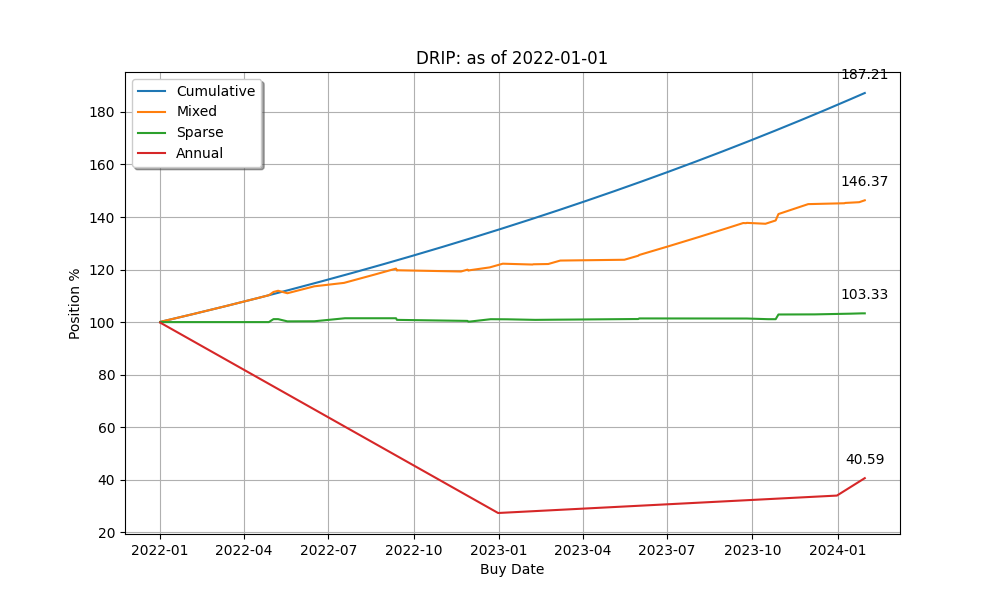 DRIP: as of 2022-01-01
187.21
Cumulative
Mixed
Sparse
Annual
146.37
103.33
40.59
180
160
140
120
100
80
60
40
20
Position %
2022-01 2022-04 2022-07 2022-10 2023-01 2023-04 2023-07 2023-10 2024-01
Buy Date